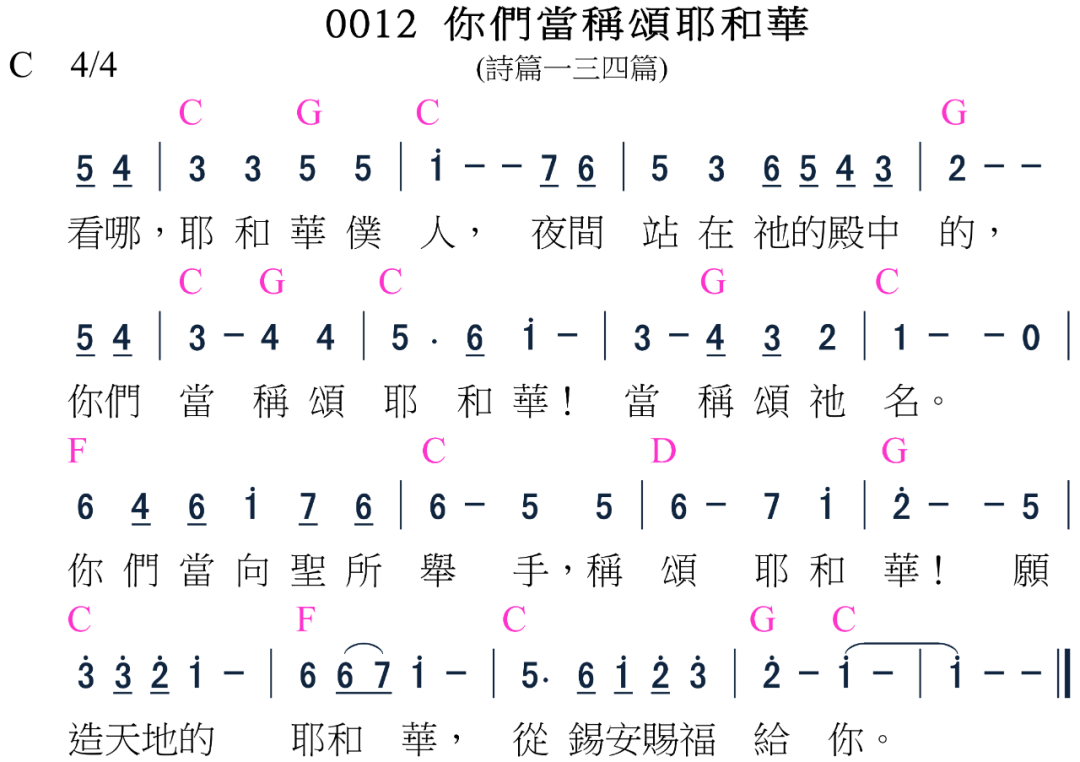 0012 你們當稱頌耶和華
C 4/4 (詩篇一三四篇)
C G C G
5 4 | 3 3 5 5 | i - - 7 6 | 5 3 6 5 4 3 | 2 - -
看哪，耶 和 華 僕 人， 夜間 站 在 祂的殿中 的，
C G C G C
5 4 | 3 - 4 4 | 5 . 6 i - | 3 - 4 3 2 | 1 - - 0 |
你們 當 稱 頌 耶 和 華！ 當 稱 頌 祂 名。
F C D G
6 4 6 i 7 6 | 6 - 5 5 | 6 - 7 i | 2̇ - - 5 |
你 們 當 向 聖 所 舉 手，稱 頌 耶 和 華！ 願
C F C G C
3̇ 3̇ 2̇ i - | 6 6 7 i - | 5. 6 i 2̇ 3̇ | 2̇ - i - | i - - ||
造天地的 耶和 華， 從 錫安賜福 給 你。